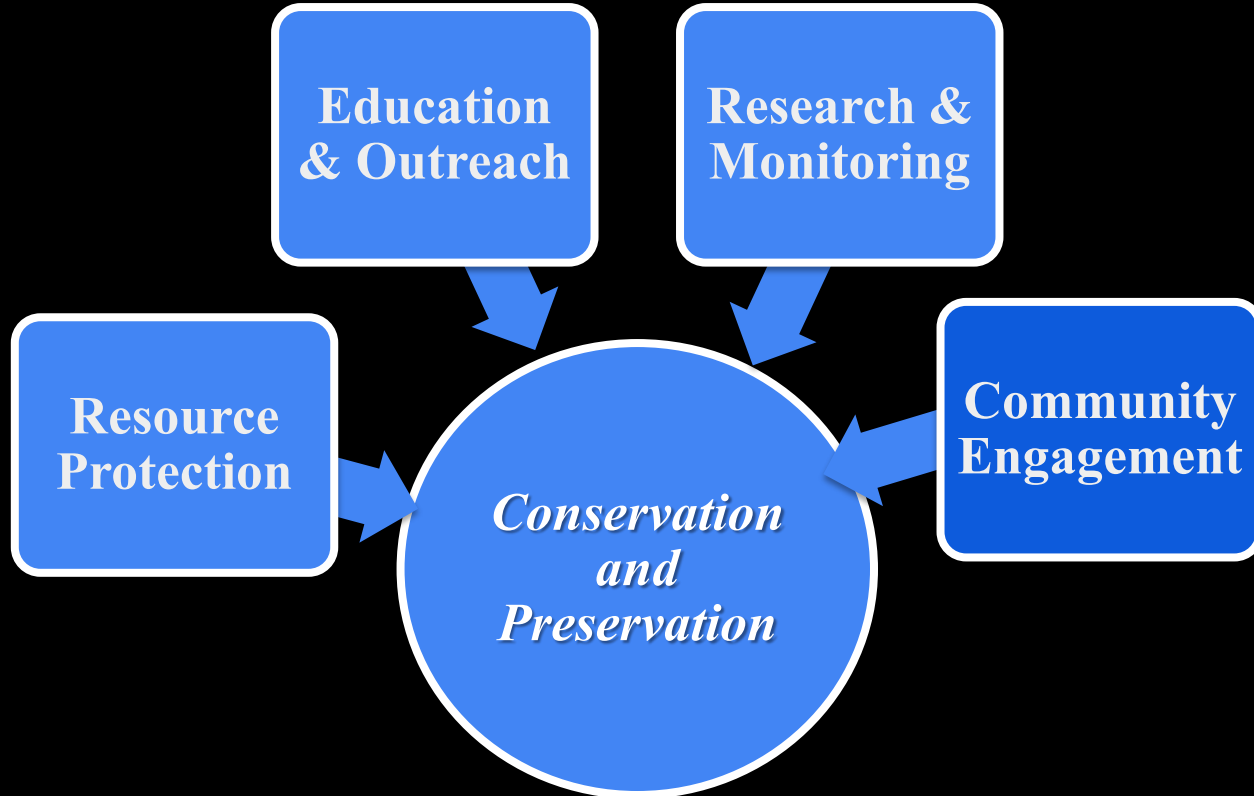 Education
& Outreach
Research &
Monitoring
Resource
Protection
Community
Engagement
Conservation
and
Preservation